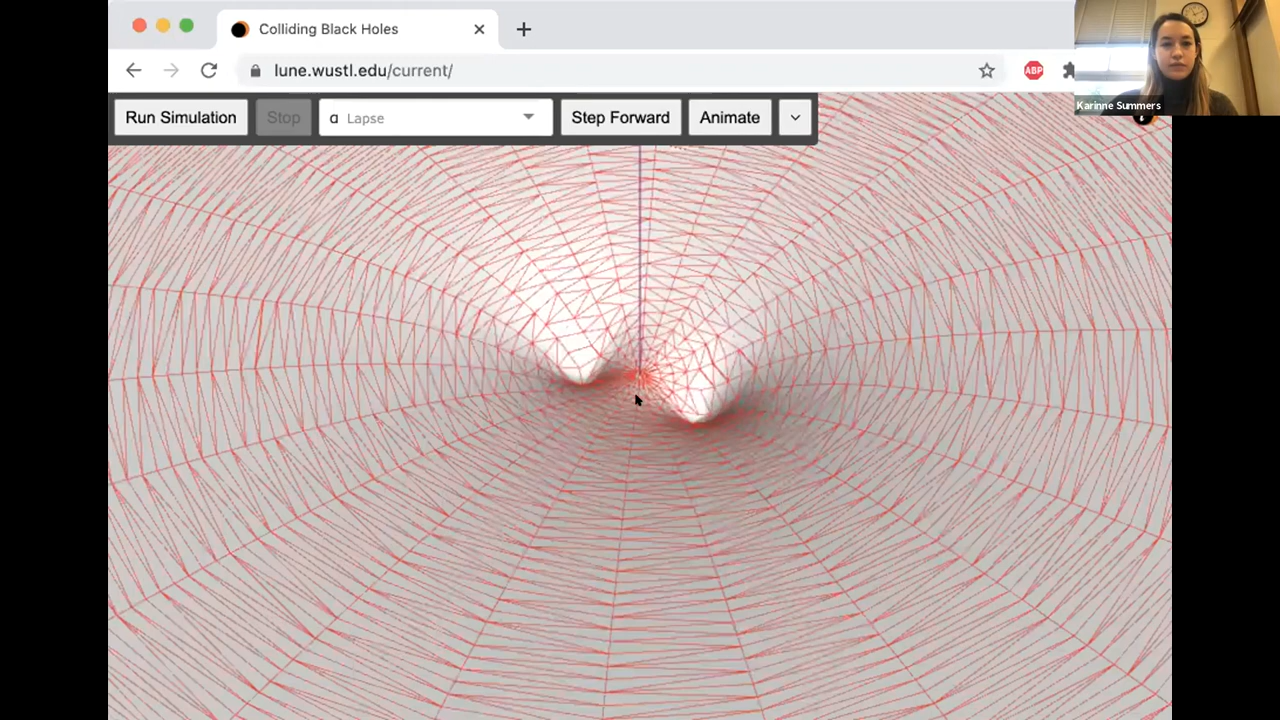 Colliding Black Holes
lune.wustl.edu/current/
ABP
Karinne Summers
Run Simulation
Stop
α Lapse
Step Forward
Animate